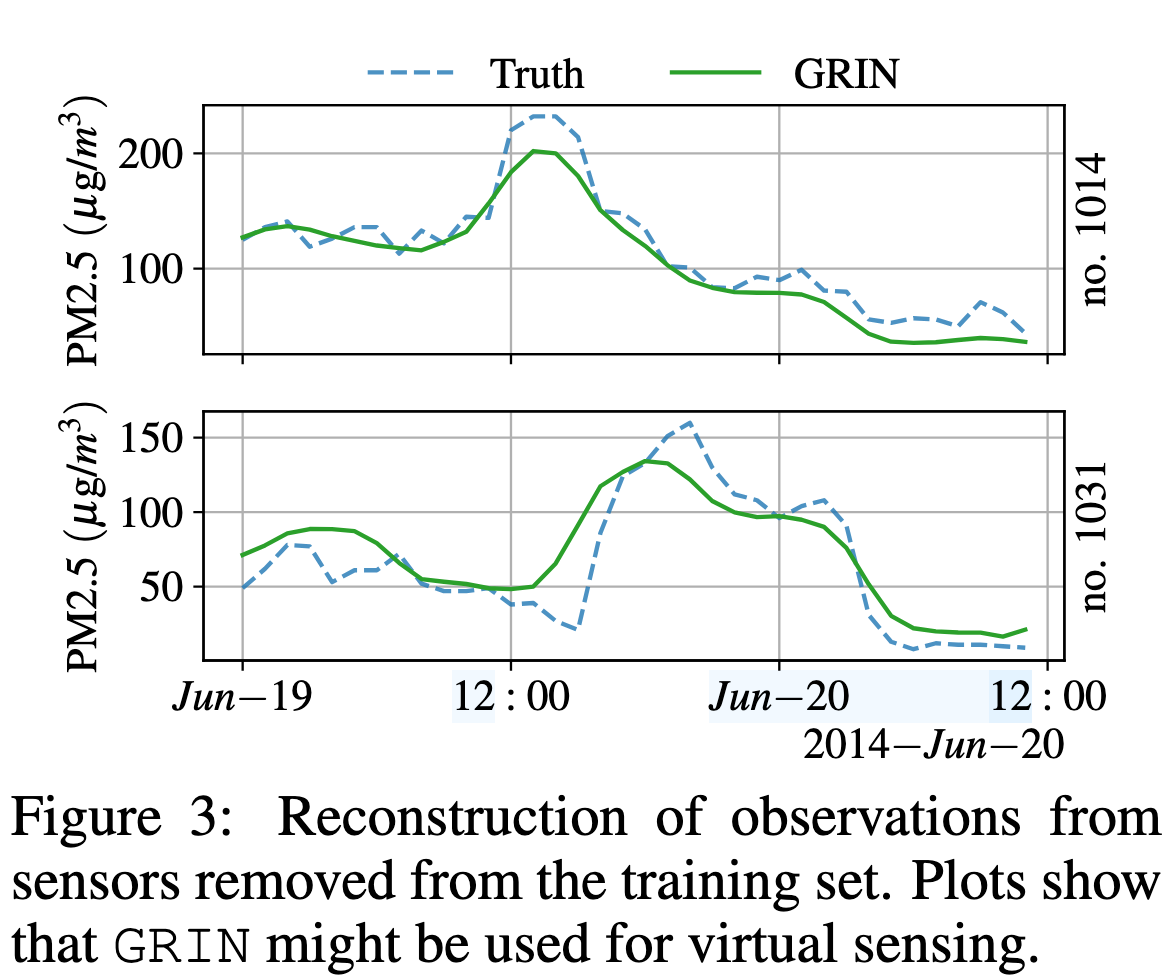 Truth GRIN
PM2.5 (μg/m³)
200
100
no. 1014
PM2.5 (μg/m³)
150
100
50
no. 1031
Jun−19 12 : 00 Jun−20 12 : 00
2014−Jun−20
Figure 3: Reconstruction of observations from
sensors removed from the training set. Plots show
that GRIN might be used for virtual sensing.